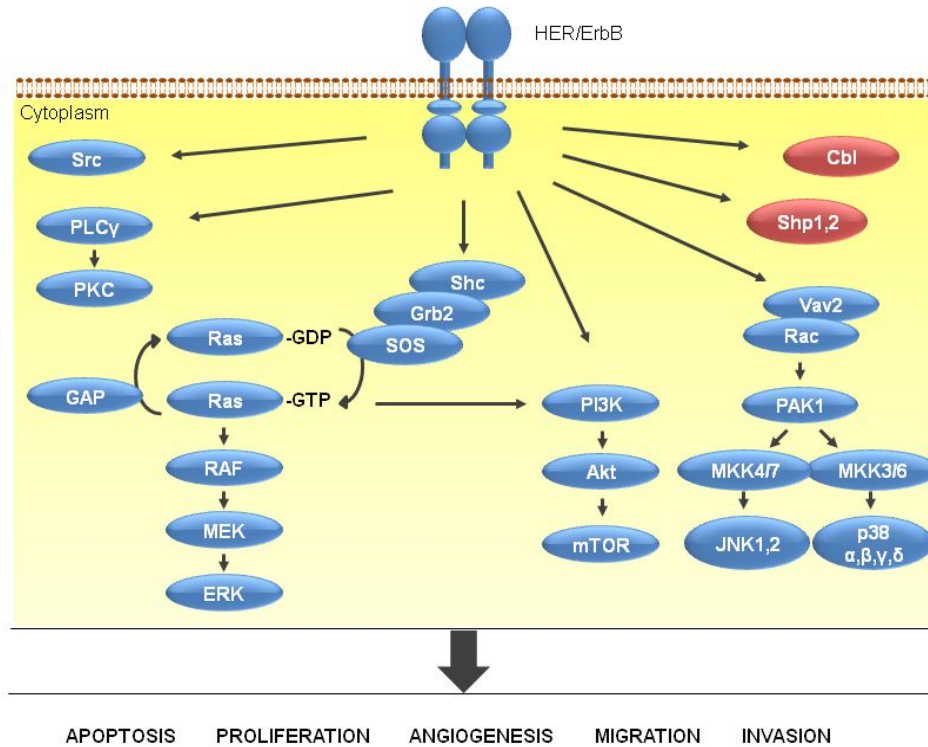 HER/ErbB
Cytoplasm
Src
Cbl
PLCγ
Shp1,2
PKC
Shc
Grb2
Vav2
Ras
-GDP
SOS
Rac
GAP
Ras
-GTP
PI3K
PAK1
RAF
Akt
MKK4/7
MKK3/6
MEK
mTOR
JNK1,2
p38
α,β,γ,δ
ERK
APOPTOSIS PROLIFERATION ANGIOGENESIS MIGRATION INVASION